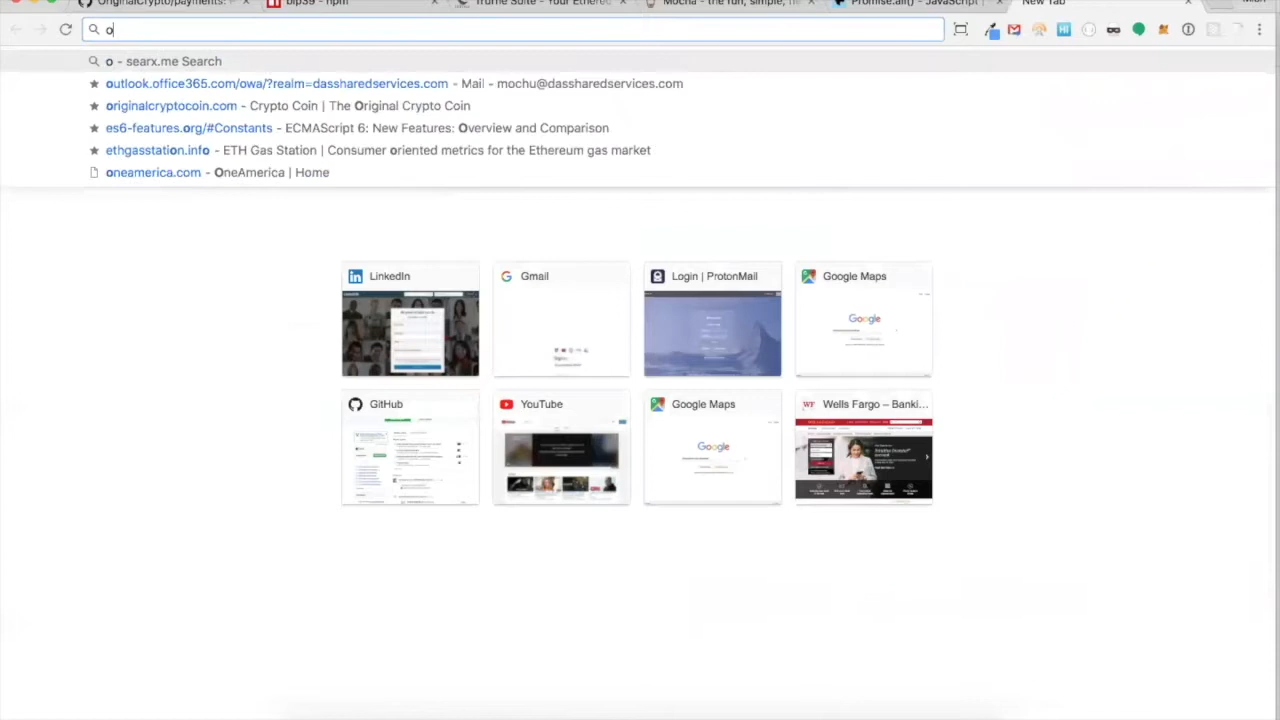 OriginalCrypto/payments:
bip39 - npm
Truffle Suite - Your Ethereu
Mocha - the fun, simple, fl
Promise.all() - JavaScript |
New Tab
o
o - searx.me Search
outlook.office365.com/owa/?realm=dassharedservices.com - Mail - mochu@dassharedservices.com
originalcryptocoin.com - Crypto Coin | The Original Crypto Coin
es6-features.org/#Constants - ECMAScript 6: New Features: Overview and Comparison
ethgasstation.info - ETH Gas Station | Consumer oriented metrics for the Ethereum gas market
oneamerica.com - OneAmerica | Home
LinkedIn
Gmail
Login | ProtonMail
Google Maps
Google
GitHub
YouTube
Google Maps
Wells Fargo – Banki...
Google